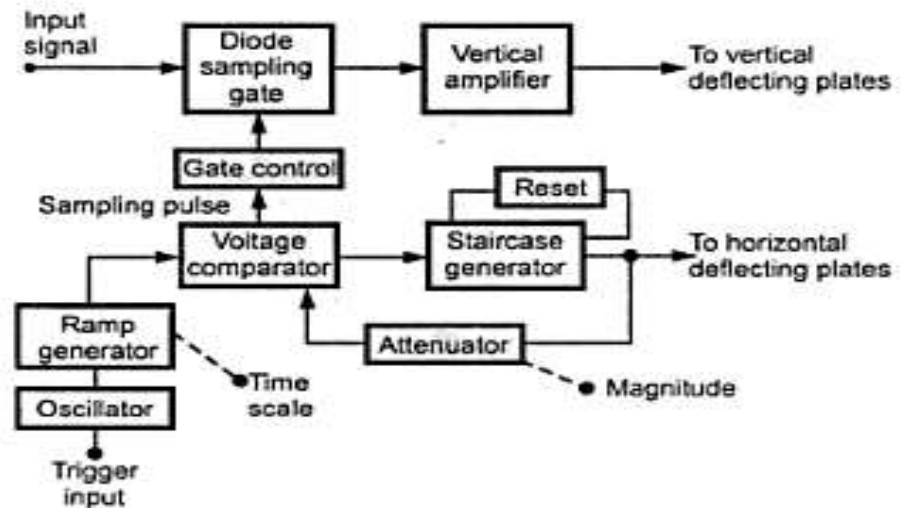 Input
signal
Diode
sampling
gate
Vertical
amplifier
To vertical
deflecting plates
Gate control
Reset
Sampling pulse
Voltage
comparator
Staircase
generator
To horizontal
deflecting plates
Ramp
generator
Attenuator
Time
scale
Magnitude
Oscillator
Trigger
input